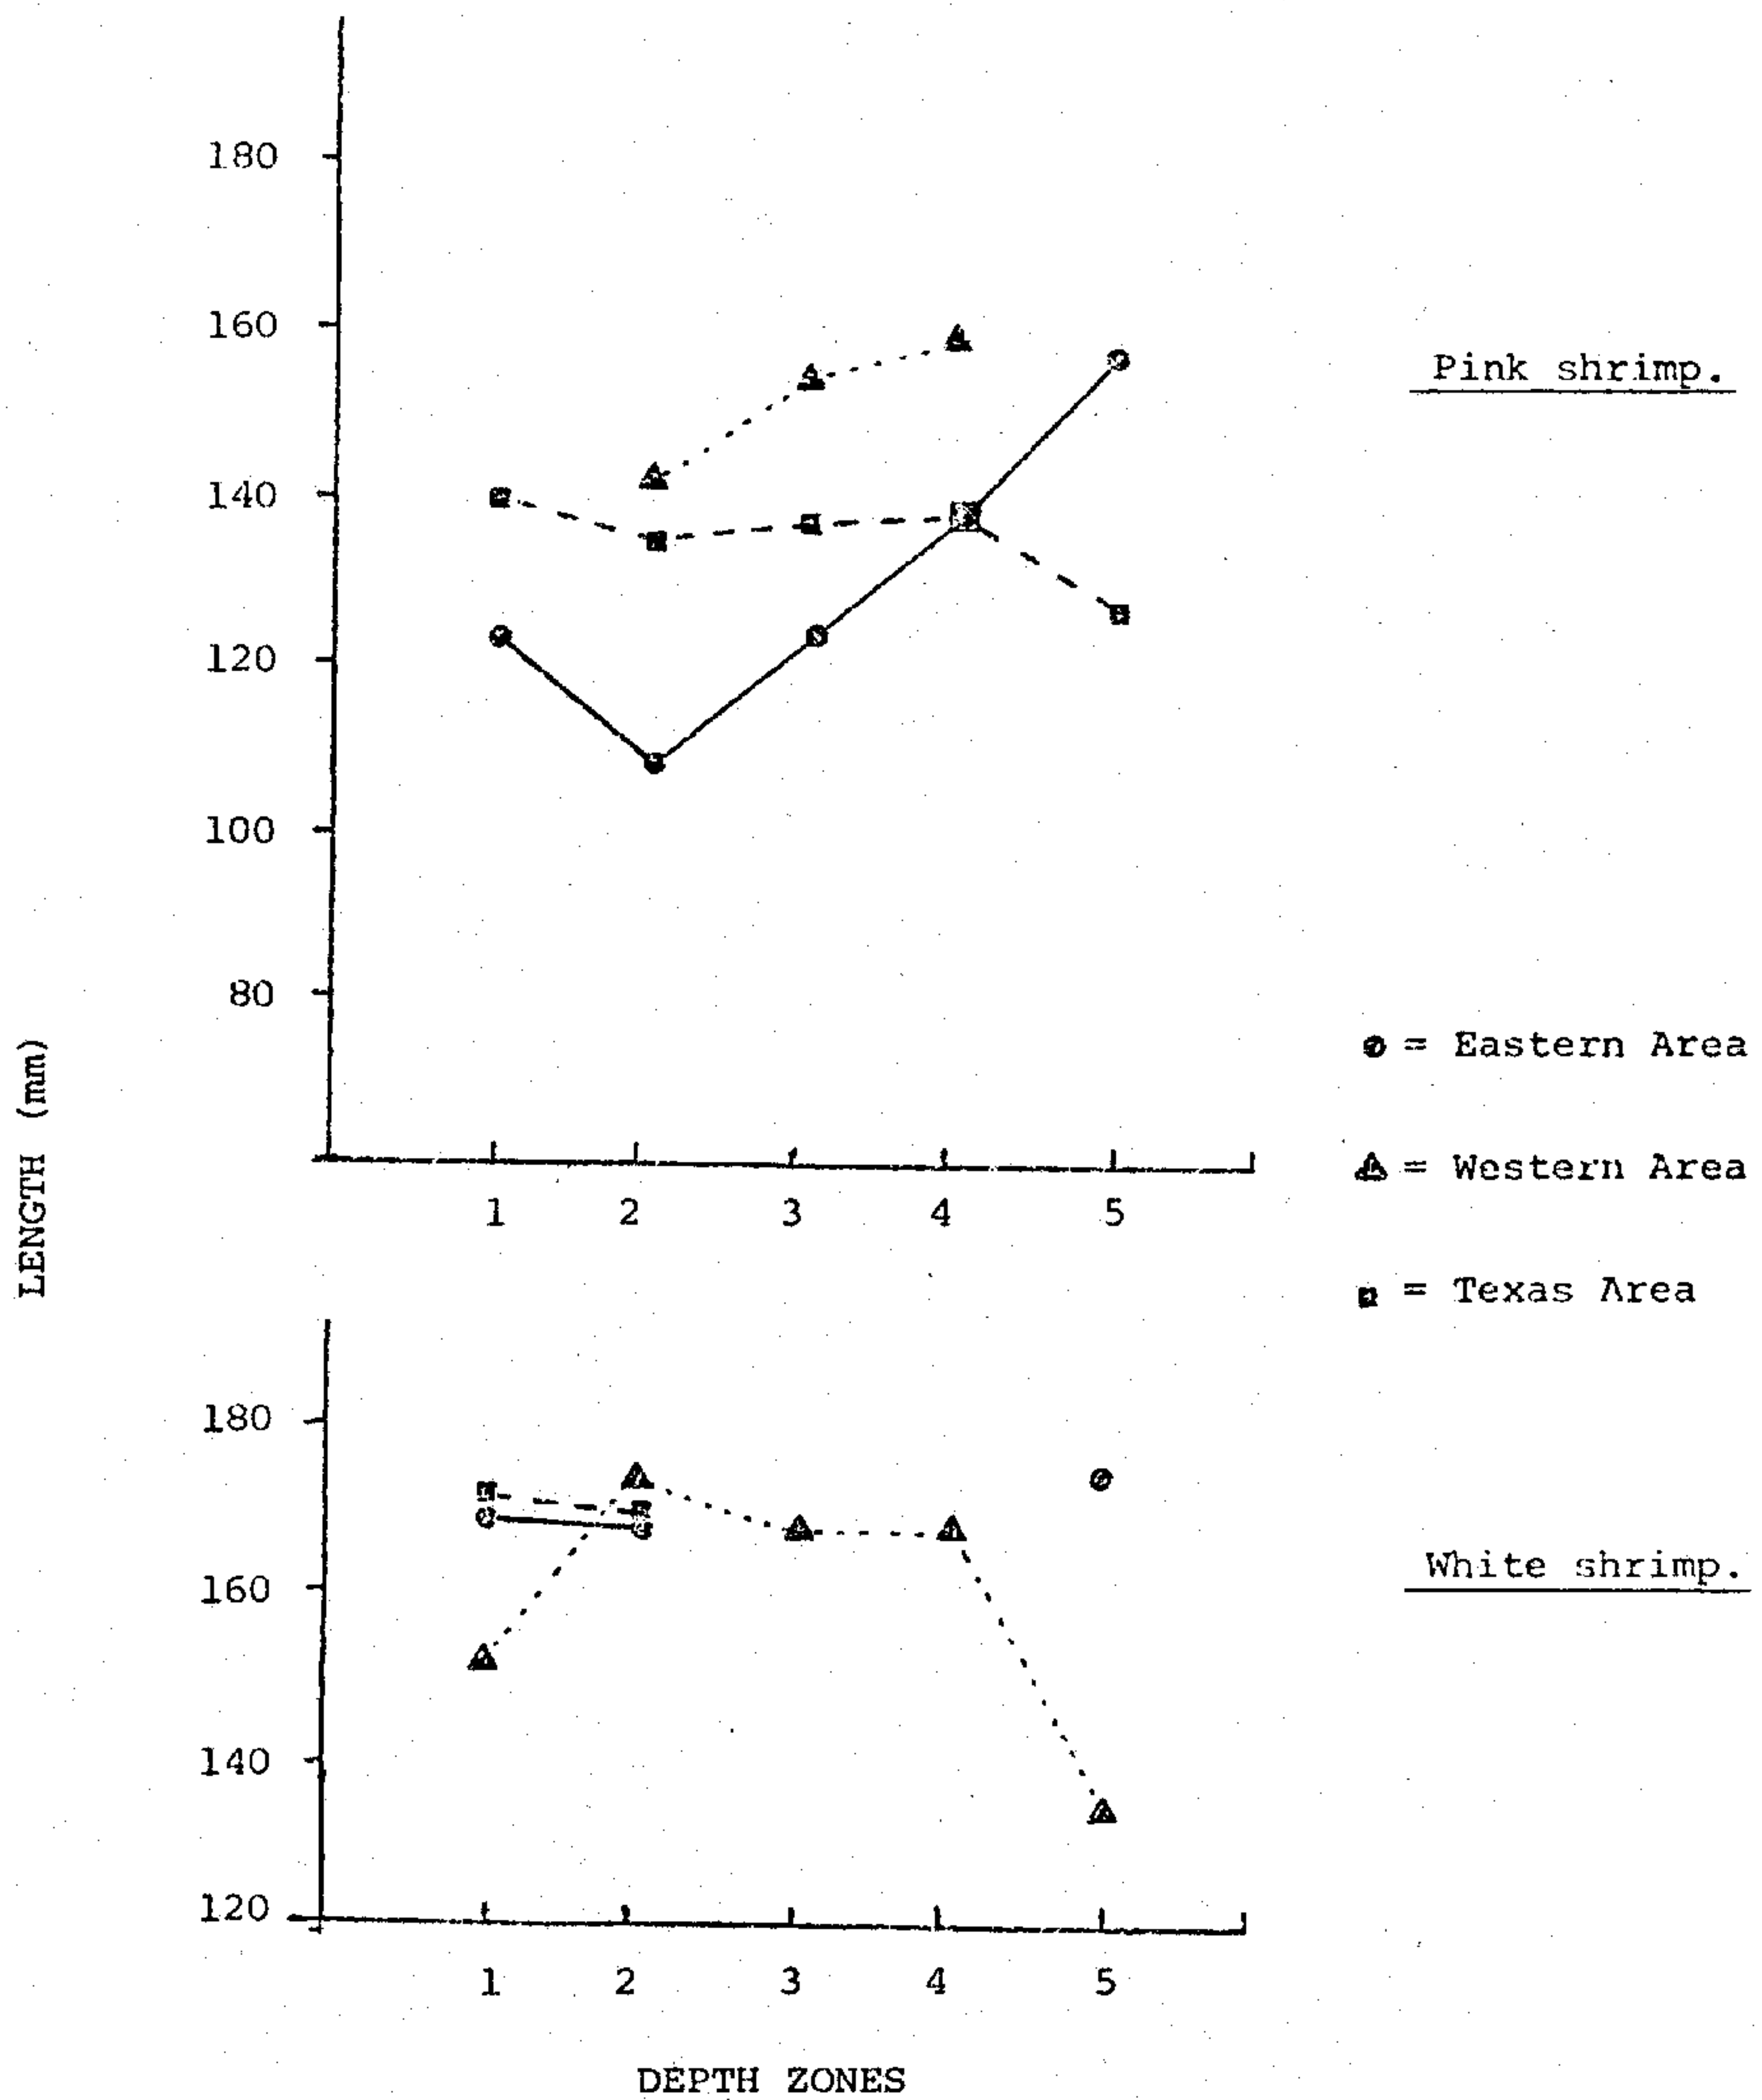 180
160
Pink shrimp.
140
120
100
80
LENGTH (mm)
= Eastern Area
= Western Area
= Texas Area
1 2 3 4 5
180
160
White shrimp.
140
120
1 2 3 4 5
DEPTH ZONES